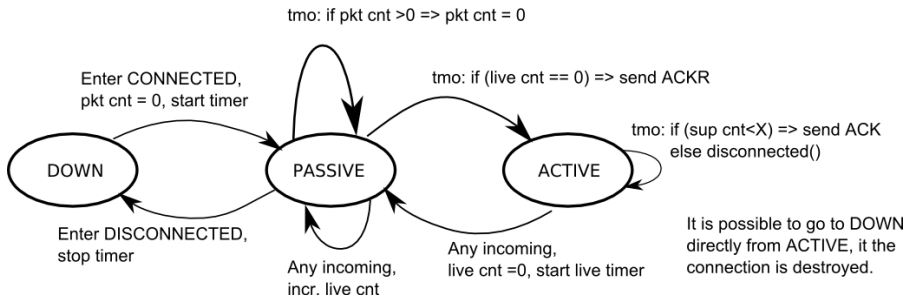 tmo: if pkt cnt >0 => pkt cnt = 0
tmo: if (live cnt == 0) => send ACKR
Enter CONNECTED,
pkt cnt = 0, start timer
tmo: if (sup cnt<X) => send ACK
else disconnected()
DOWN
PASSIVE
ACTIVE
Enter DISCONNECTED,
stop timer
Any incoming,
incr. live cnt
Any incoming,
live cnt =0, start live timer
It is possible to go to DOWN
directly from ACTIVE, it the
connection is destroyed.